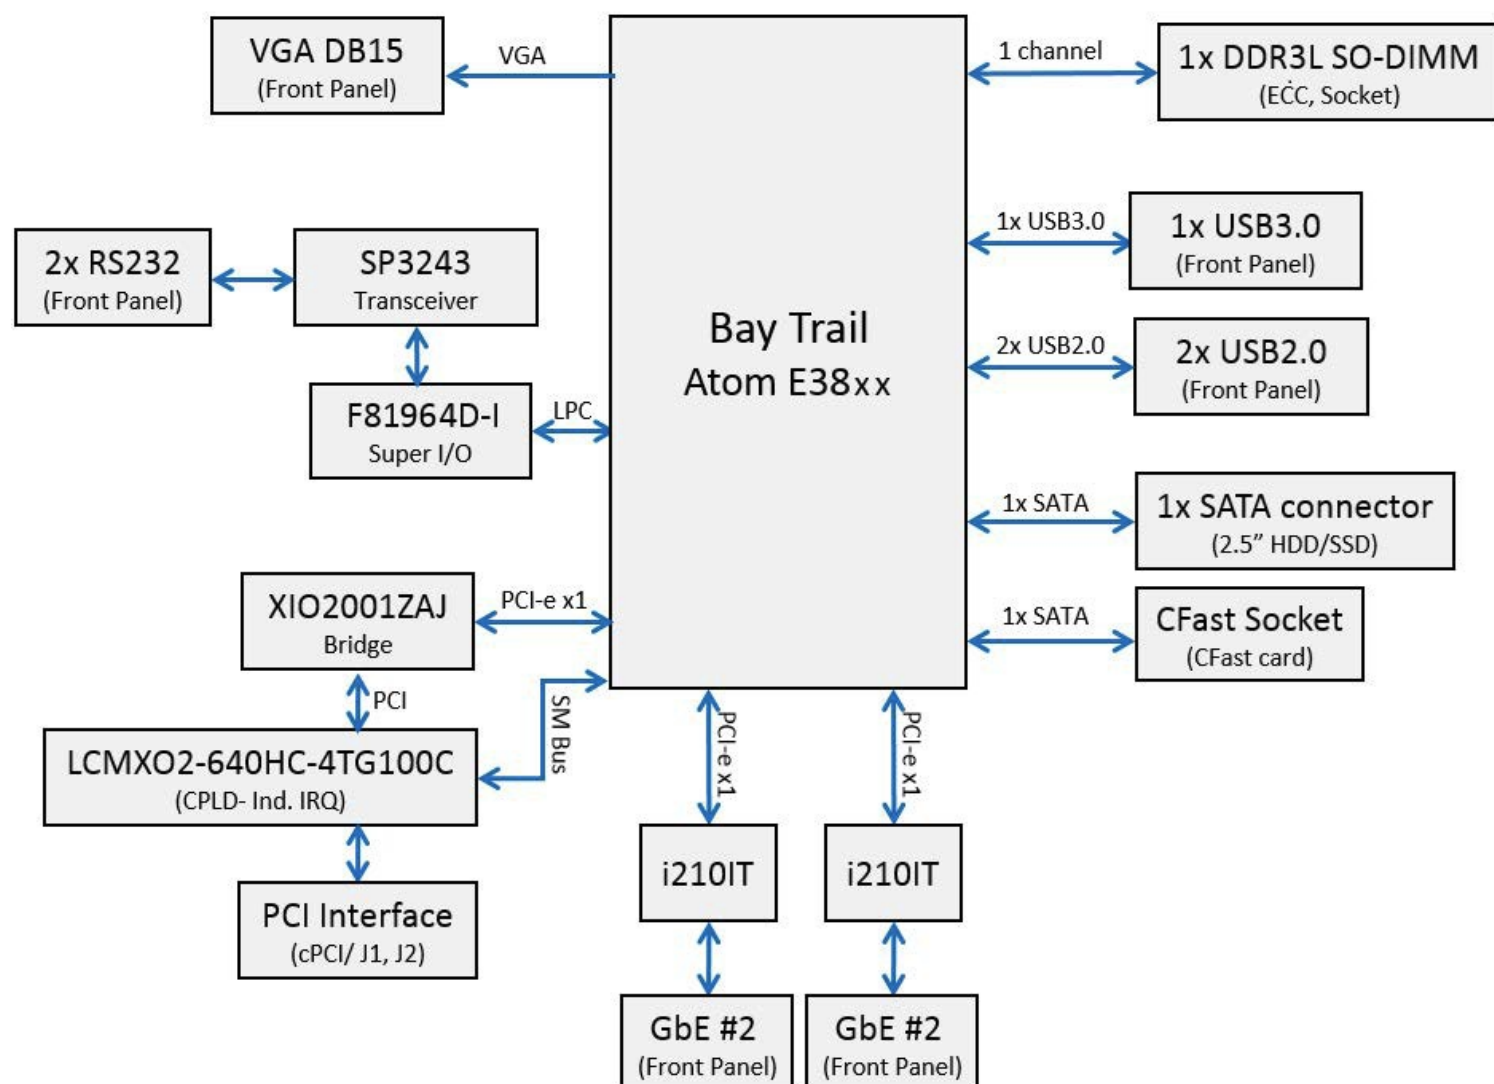 VGA DB15
(Front Panel)
VGA
1 channel
1x DDR3L SO-DIMM
(ECC, Socket)
2x RS232
(Front Panel)
SP3243
Transceiver
1x USB3.0
1x USB3.0
(Front Panel)
Bay Trail
Atom E38xx
2x USB2.0
2x USB2.0
(Front Panel)
F81964D-I
Super I/O
LPC
1x SATA
1x SATA connector
(2.5” HDD/SSD)
XIO2001ZAJ
Bridge
PCI-e x1
1x SATA
CFast Socket
(CFast card)
PCI
SM Bus
PCI-e x1
PCI-e x1
LCMXO2-640HC-4TG100C
(CPLD- Ind. IRQ)
i210IT
i210IT
PCI Interface
(cPCI/ J1, J2)
GbE #2
(Front Panel)
GbE #2
(Front Panel)